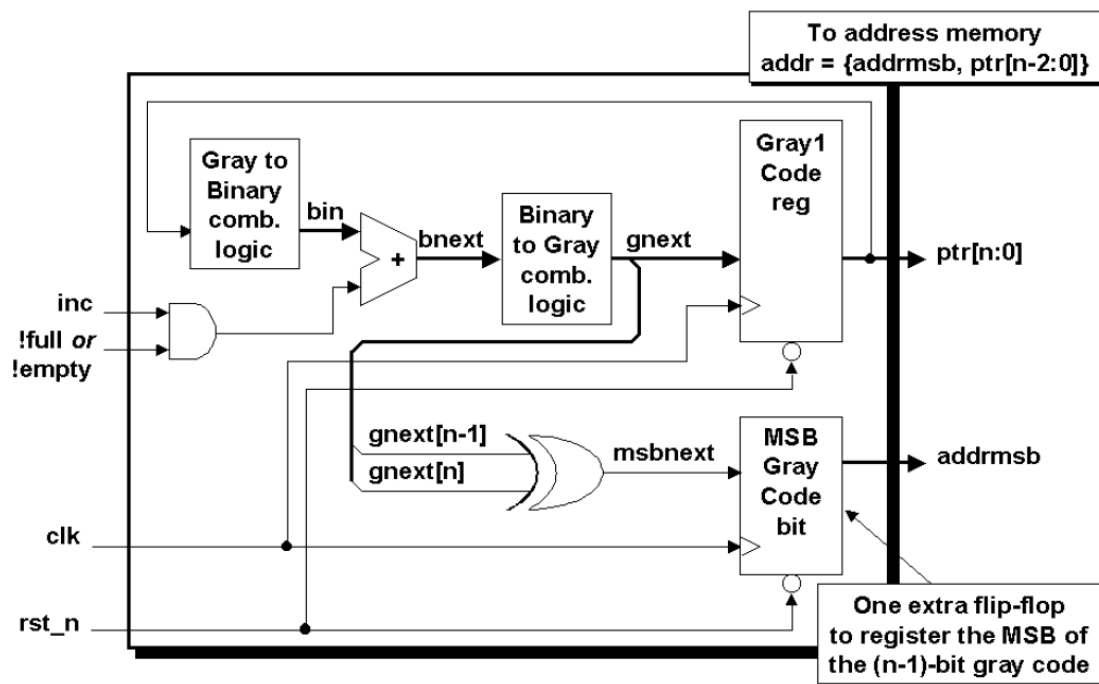 To address memory
addr = {addrmsb, ptr[n-2:0]}
Gray to
Binary
comb.
logic
bin
+
bnext
Binary
to Gray
comb.
logic
gnext
Gray1
Code
reg
ptr[n:0]
inc
!full or
!empty
gnext[n-1]
gnext[n]
msbnext
MSB
Gray
Code
bit
addrmsb
clk
rst_n
One extra flip-flop
to register the MSB of
the (n-1)-bit gray code